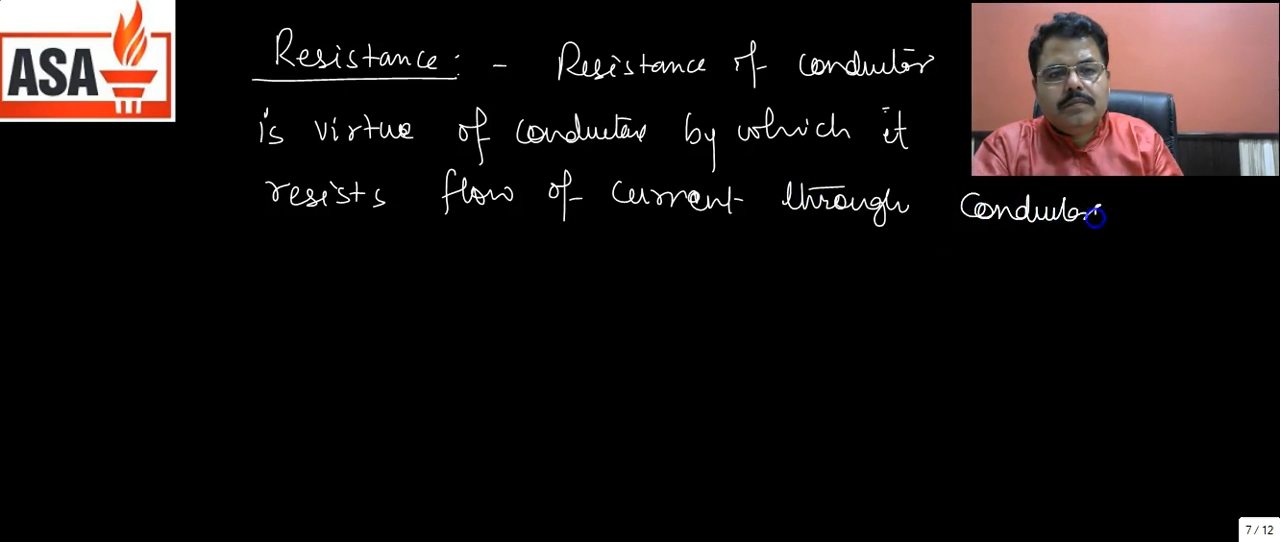 ASA
Resistance : - Resistance of conductor
is virtue of conductor by which it
resists flow of current through conductor
7 / 12